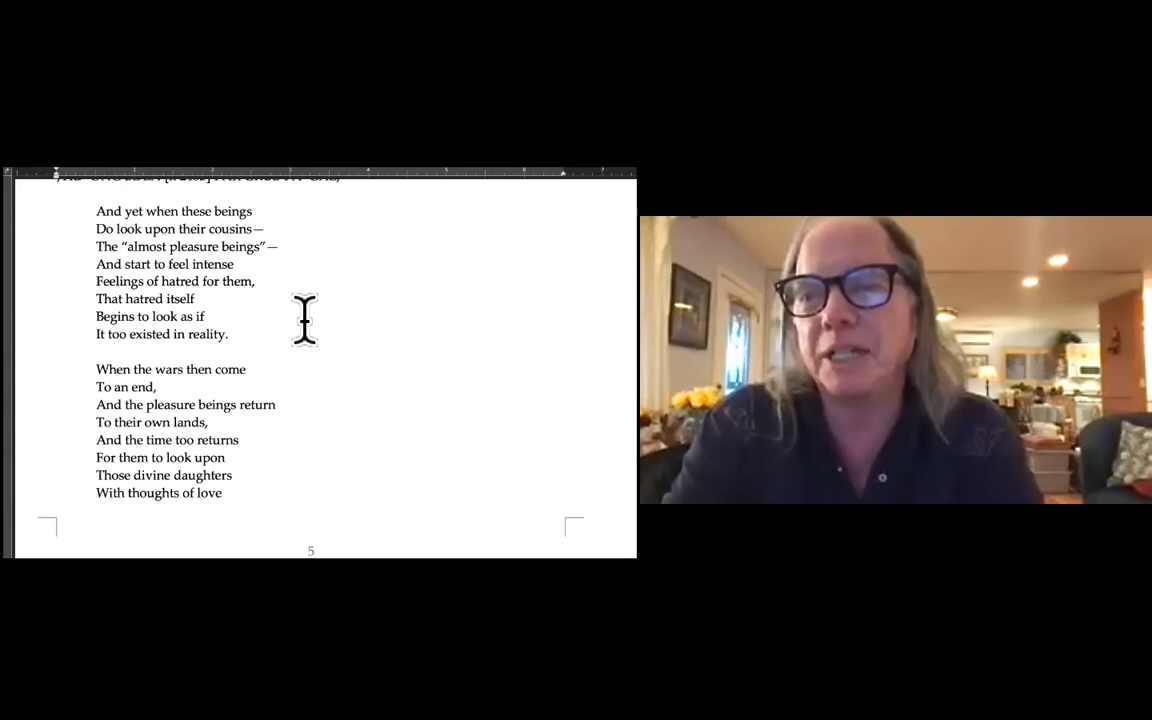 And yet when these beings
Do look upon their cousins—
The “almost pleasure beings”—
And start to feel intense
Feelings of hatred for them,
That hatred itself
Begins to look as if
It too existed in reality.
When the wars then come
To an end,
And the pleasure beings return
To their own lands,
And the time too returns
For them to look upon
Those divine daughters
With thoughts of love
5